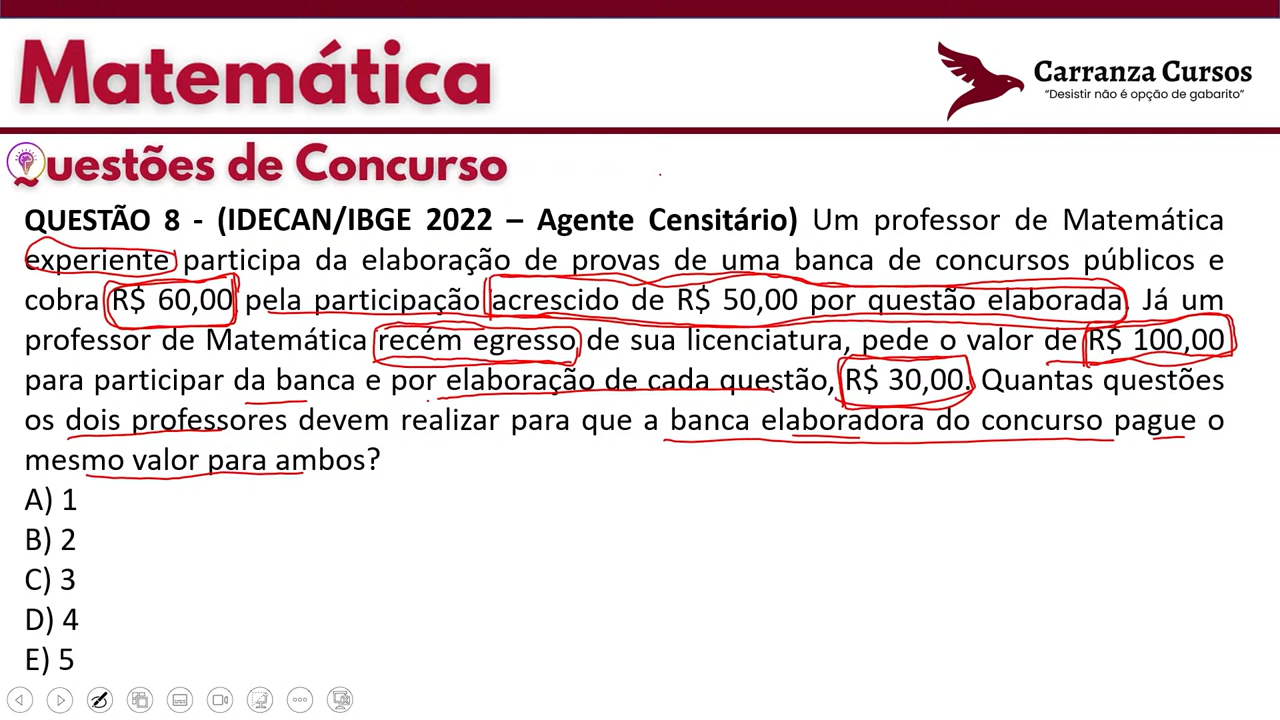 Matemática
Carranza Cursos
“Desistir não é opção de gabarito”
Questões de Concurso
QUESTÃO 8 - (IDECAN/IBGE 2022 – Agente Censitário) Um professor de Matemática
experiente participa da elaboração de provas de uma banca de concursos públicos e
cobra R$ 60,00 pela participação acrescido de R$ 50,00 por questão elaborada. Já um
professor de Matemática recém egresso, de sua licenciatura, pede o valor de R$ 100,00
para participar da banca e por elaboração de cada questão, R$ 30,00. Quantas questões
os dois professores devem realizar para que a banca elaboradora do concurso pague o
mesmo valor para ambos?
A) 1
B) 2
C) 3
D) 4
E) 5